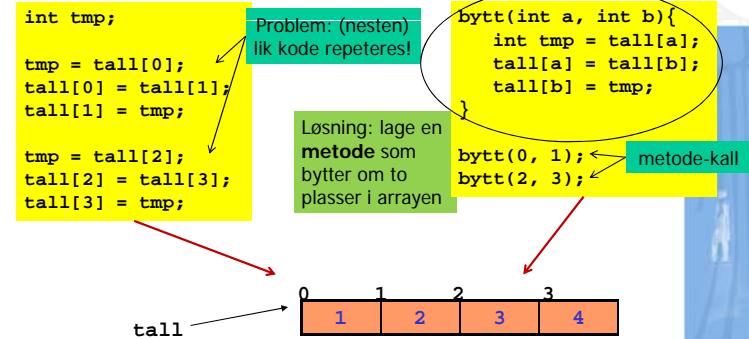 int tmp;
tmp = tall[0];
tall[0] = tall[1];
tall[1] = tmp;
tmp = tall[2];
tall[2] = tall[3];
tall[3] = tmp;
Problem: (nesten)
lik kode repeteres!
Løsning: lage en
metode som
bytter om to
plasser i arrayen
bytt(int a, int b){
int tmp = tall[a];
tall[a] = tall[b];
tall[b] = tmp;
}
bytt(0, 1);
bytt(2, 3);
metode-kall
0 1 2 3
tall
1 2 3 4